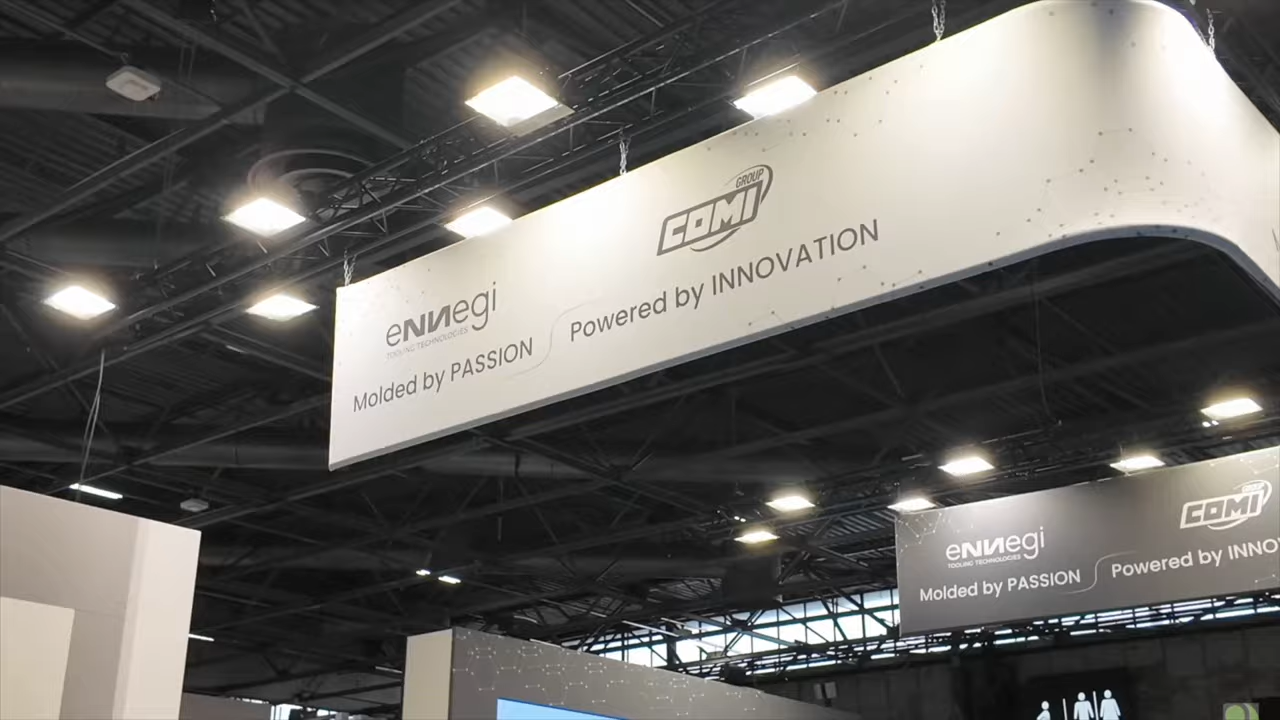 eNNegi
TOOLING TECHNOLOGIES
Molded by PASSION
COMI GROUP
Powered by INNOVATION
eNNegi
TOOLING TECHNOLOGIES
Molded by PASSION
COMI GROUP
Powered by INNO